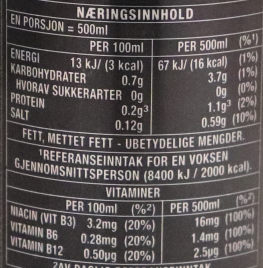 NÆRINGSINNHOLD
EN PORSJON = 500ml
PER 100ml PER 500ml (%¹)
ENERGI 13 kJ/ (3 kcal) 67 kJ/ (16 kcal) (1%)
KARBOHYDRATER 0.7g 3.7g (1%)
HVORAV SUKKERARTER 0g 0g (0%)
PROTEIN 0.2g³ 1.1g³ (2%)
SALT 0.12g 0.59g (10%)
FETT, METTET FETT - UBETYDELIGE MENGDER.
¹REFERANSEINNTAK FOR EN VOKSEN
GJENNOMSNITTSPERSON (8400 kJ / 2000 kcal).
VITAMINER
PER 100ml (%²) PER 500ml (%²)
NIACIN (VIT B3) 3.2mg (20%) 16mg (100%)
VITAMIN B6 0.28mg (20%) 1.4mg (100%)
VITAMIN B12 0.50µg (20%) 2.5µg (100%)